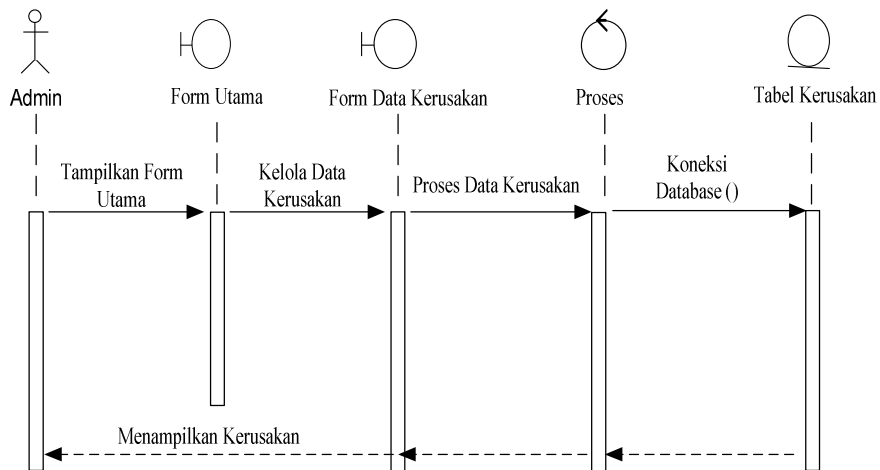 Admin
Form Utama
Form Data Kerusakan
Proses
Tabel Kerusakan
Tampilkan Form
Utama
Kelola Data
Kerusakan
Proses Data Kerusakan
Koneksi
Database ()
Menampilkan Kerusakan